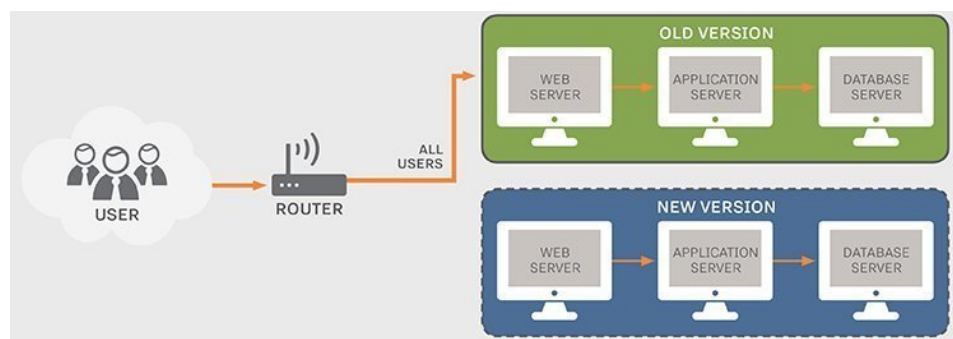 USER
ROUTER
ALL
USERS
OLD VERSION
WEB
SERVER
APPLICATION
SERVER
DATABASE
SERVER
NEW VERSION
WEB
SERVER
APPLICATION
SERVER
DATABASE
SERVER